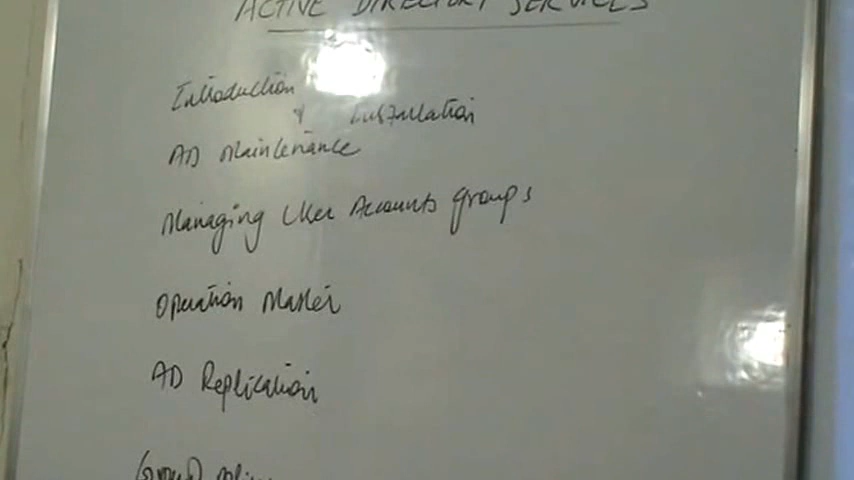 ACTIVE DIRECTORY SERVICES
Introduction
& Installation
AD Maintenance
Managing User Accounts groups
Operation Master
AD Replication
Group policy